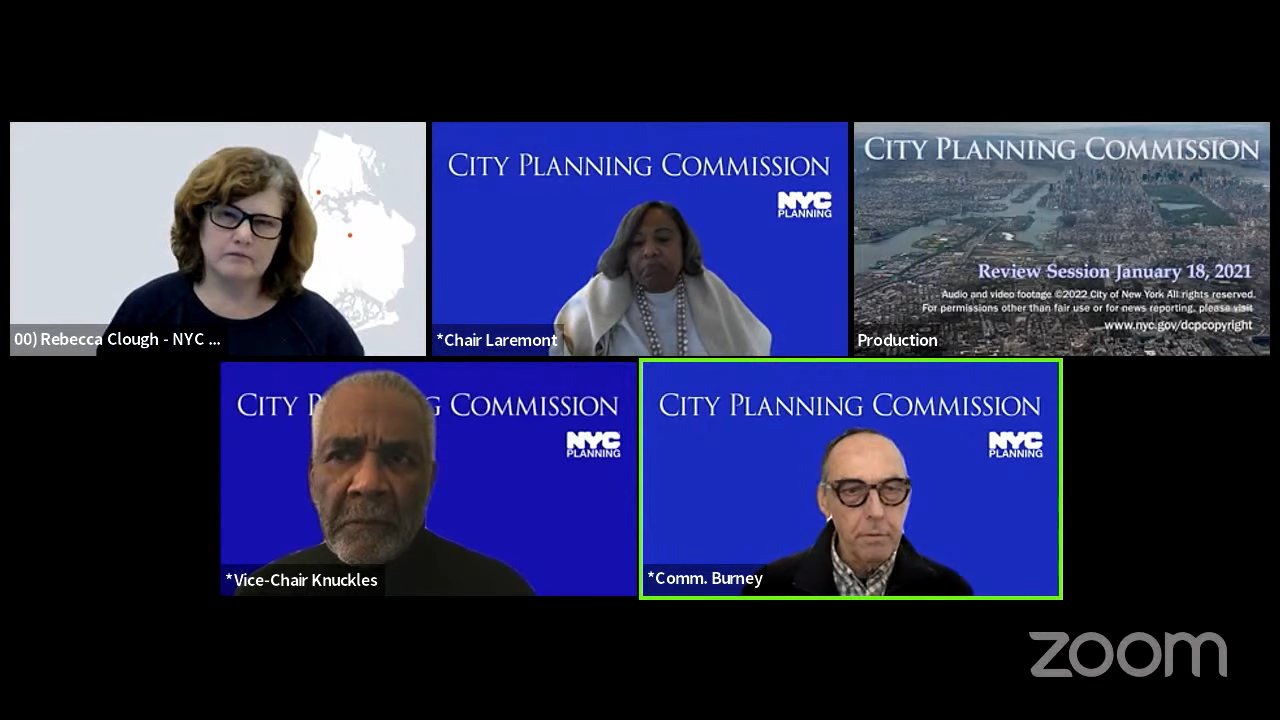 00) Rebecca Clough - NYC ...
CITY PLANNING COMMISSION
NYC
PLANNING
*Chair Laremont
CITY PLANNING COMMISSION
Review Session January 18, 2021
Audio and video footage ©2022 City of New York All rights reserved.
For permissions other than fair use or for news reporting, please visit
www.nyc.gov/dcpcopyright
Production
CITY P G COMMISSION
NYC
PLANNING
*Vice-Chair Knuckles
CITY PLANNING COMMISSION
NYC
PLANNING
*Comm. Burney
zoom